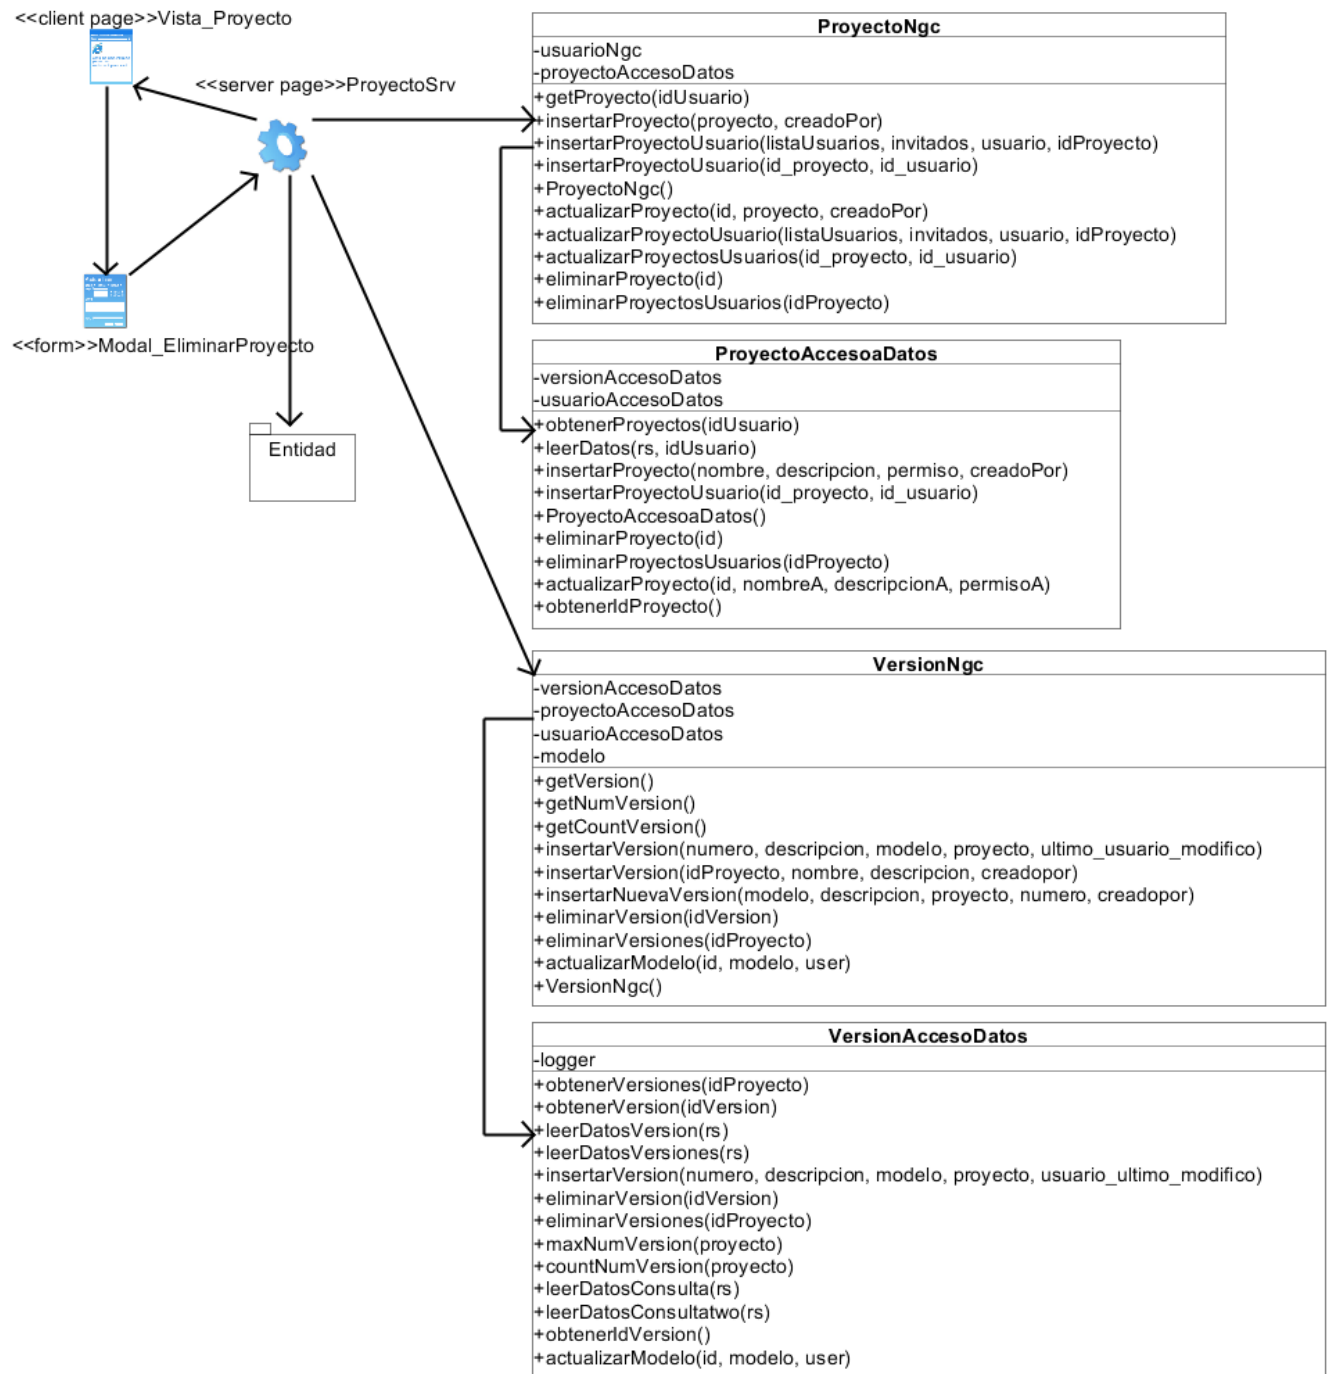 <<client page>>Vista_Proyecto
<<server page>>ProyectoSrv
<<form>>Modal_EliminarProyecto
Entidad
ProyectoNgc
-usuarioNgc
-proyectoAccesoDatos
+getProyecto(idUsuario)
+insertarProyecto(proyecto, creadoPor)
+insertarProyectoUsuario(listaUsuarios, invitados, usuario, idProyecto)
+insertarProyectoUsuario(id_proyecto, id_usuario)
+ProyectoNgc()
+actualizarProyecto(id, proyecto, creadoPor)
+actualizarProyectoUsuario(listaUsuarios, invitados, usuario, idProyecto)
+actualizarProyectosUsuarios(id_proyecto, id_usuario)
+eliminarProyecto(id)
+eliminarProyectosUsuarios(idProyecto)
ProyectoAccesoaDatos
-versionAccesoDatos
-usuarioAccesoDatos
+obtenerProyectos(idUsuario)
+leerDatos(rs, idUsuario)
+insertarProyecto(nombre, descripcion, permiso, creadoPor)
+insertarProyectoUsuario(id_proyecto, id_usuario)
+ProyectoAccesoaDatos()
+eliminarProyecto(id)
+eliminarProyectosUsuarios(idProyecto)
+actualizarProyecto(id, nombreA, descripcionA, permisoA)
+obtenerIdProyecto()
VersionNgc
-versionAccesoDatos
-proyectoAccesoDatos
-usuarioAccesoDatos
-modelo
+getVersion()
+getNumVersion()
+getCountVersion()
+insertarVersion(numero, descripcion, modelo, proyecto, ultimo_usuario_modifico)
+insertarVersion(idProyecto, nombre, descripcion, creadopor)
+insertarNuevaVersion(modelo, descripcion, proyecto, numero, creadopor)
+eliminarVersion(idVersion)
+eliminarVersiones(idProyecto)
+actualizarModelo(id, modelo, user)
+VersionNgc()
VersionAccesoDatos
-logger
+obtenerVersiones(idProyecto)
+obtenerVersion(idVersion)
+leerDatosVersion(rs)
+leerDatosVersiones(rs)
+insertarVersion(numero, descripcion, modelo, proyecto, usuario_ultimo_modifico)
+eliminarVersion(idVersion)
+eliminarVersiones(idProyecto)
+maxNumVersion(proyecto)
+countNumVersion(proyecto)
+leerDatosConsulta(rs)
+leerDatosConsultatwo(rs)
+obtenerIdVersion()
+actualizarModelo(id, modelo, user)